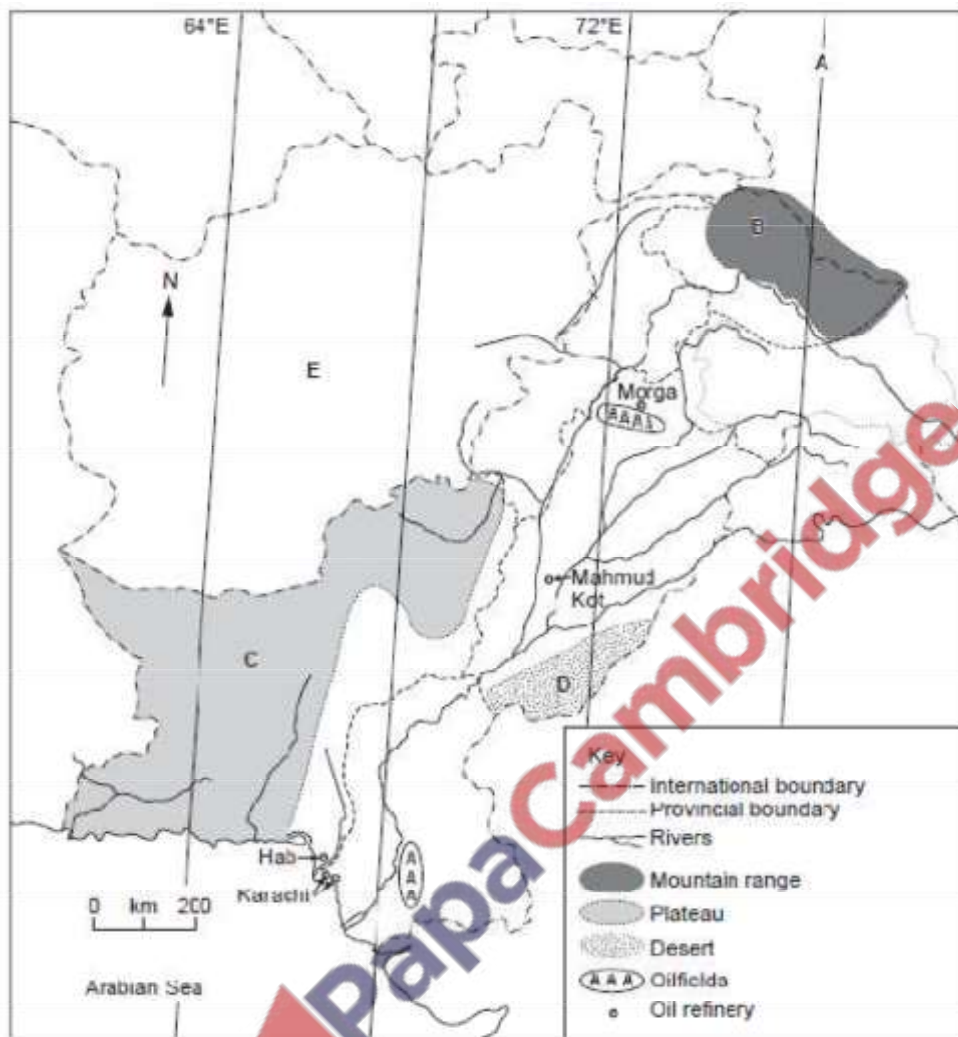 64°E
72°E
A
B
N
E
Morga
A A A A
Mahmud
Kot
C
D
Hab
Karachi
A
A
A
0 km 200
Arabian Sea
Key
International boundary
Provincial boundary
Rivers
Mountain range
Plateau
Desert
A A A Oilfields
Oil refinery
PapaCambridge